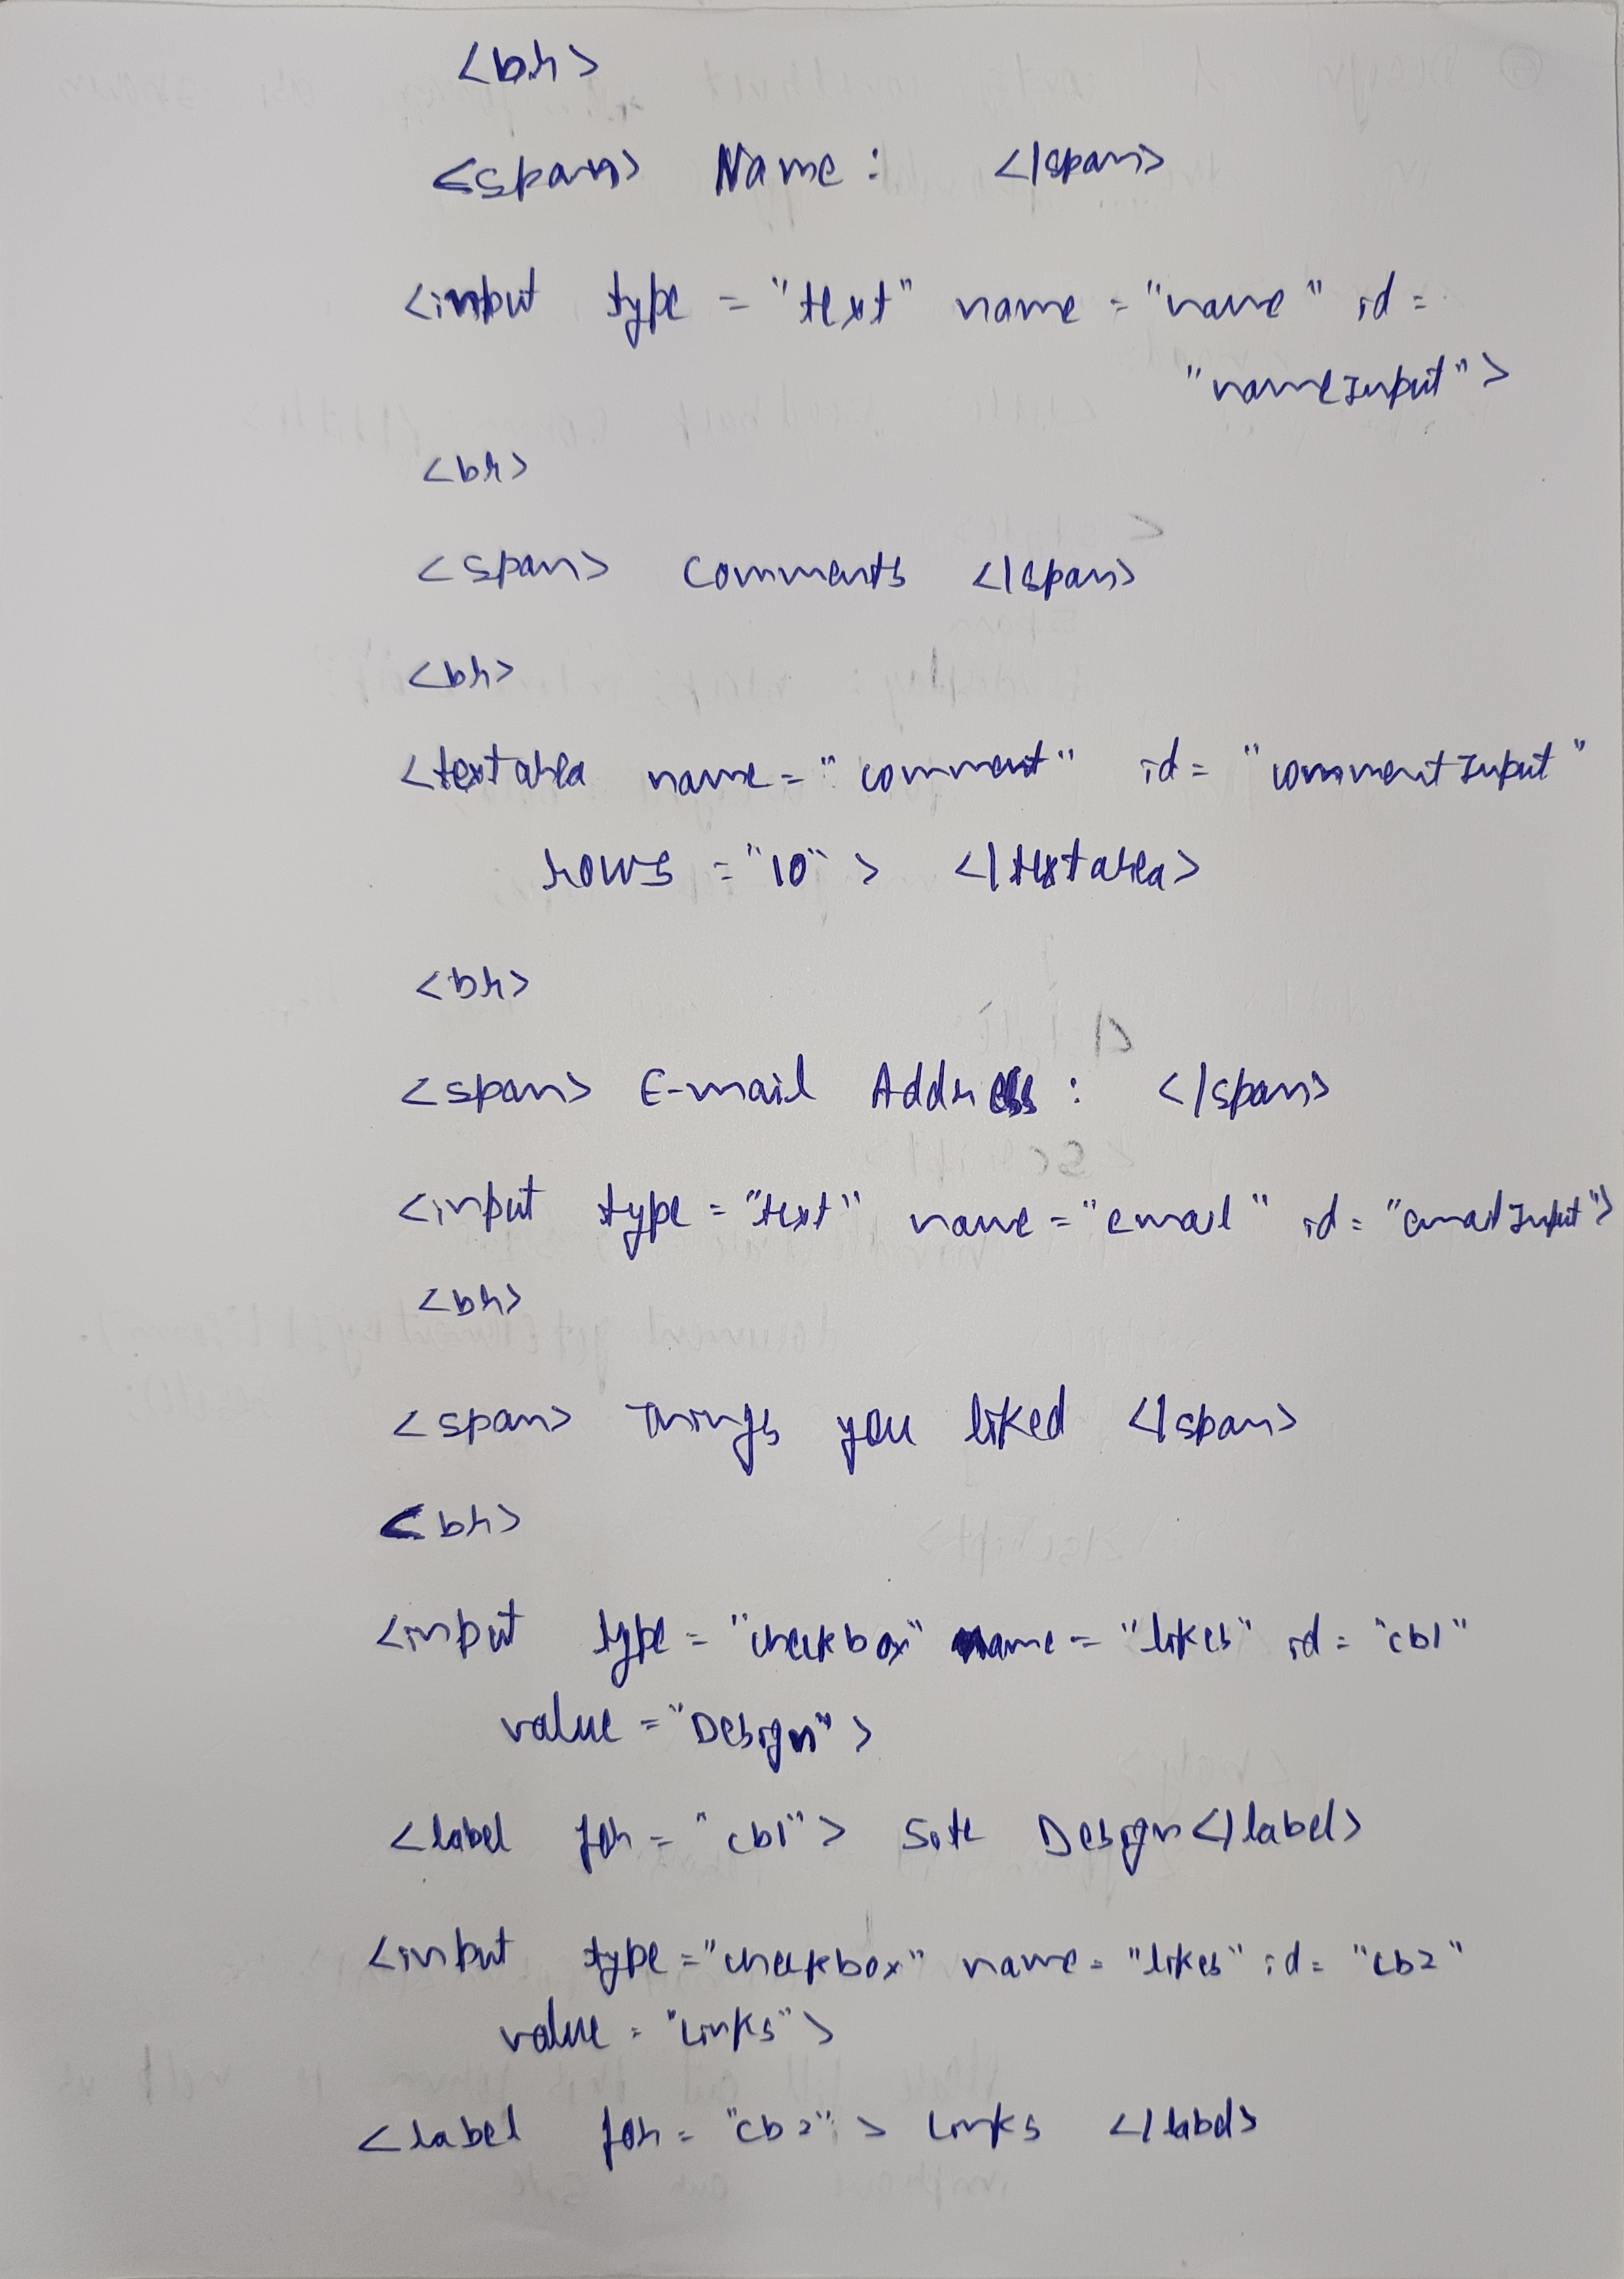 <br>
<span> Name : </span>
<input type = "text" name = "name" id =
"nameInput">
<br>
<span> Comments </span>
<br>
<textarea name = "comment" id = "commentInput"
rows = "10" > </textarea>
<br>
<span> E-mail Address : </span>
<input type = "text" name = "email" id = "emailInput">
<br>
<span> Things you liked </span>
<br>
<input type = "checkbox" name = "likes" id = "cb1"
value = "Design" >
<label for = "cb1" > Site Design </label>
<input type = "checkbox" name = "likes" id = "cb2"
value = "Links" >
<label for = "cb2" > Links </label>